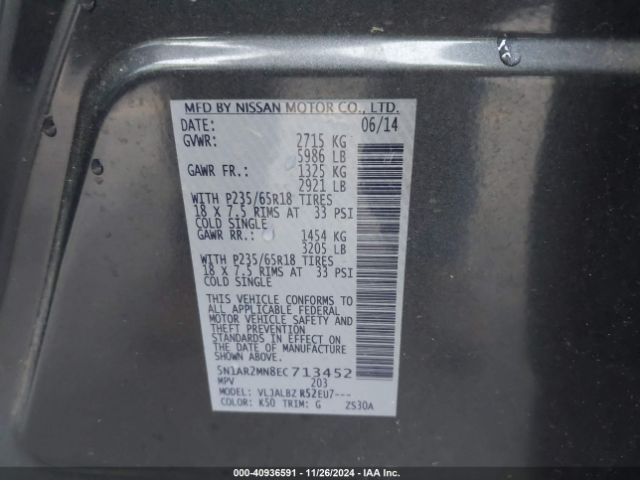 MFD BY NISSAN MOTOR CO., LTD.
DATE: 06/14
GVWR: 2715 KG
5986 LB
GAWR FR.: 1325 KG
2921 LB
WITH P235/65R18 TIRES
18 X 7.5 RIMS AT 33 PSI
COLD SINGLE
GAWR RR.: 1454 KG
3205 LB
WITH P235/65R18 TIRES
18 X 7.5 RIMS AT 33 PSI
COLD SINGLE
THIS VEHICLE CONFORMS TO
ALL APPLICABLE FEDERAL
MOTOR VEHICLE SAFETY AND
THEFT PREVENTION
STANDARDS IN EFFECT ON
THE DATE OF MANUFACTURE
SHOWN ABOVE.
5N1AR2MN8EC713452
MPV 203
MODEL: VLJALBZ R52EU7---
COLOR: K50 TRIM: G ZS30A
000-40936591 - 11/26/2024 - IAA Inc.